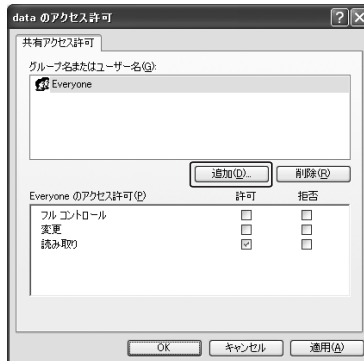 data のアクセス許可
共有アクセス許可
グループ名またはユーザー名(G):
Everyone
追加(D)... 削除(R)
Everyone のアクセス許可(P) 許可 拒否
フル コントロール
変更
読み取り
OK キャンセル 適用(A)